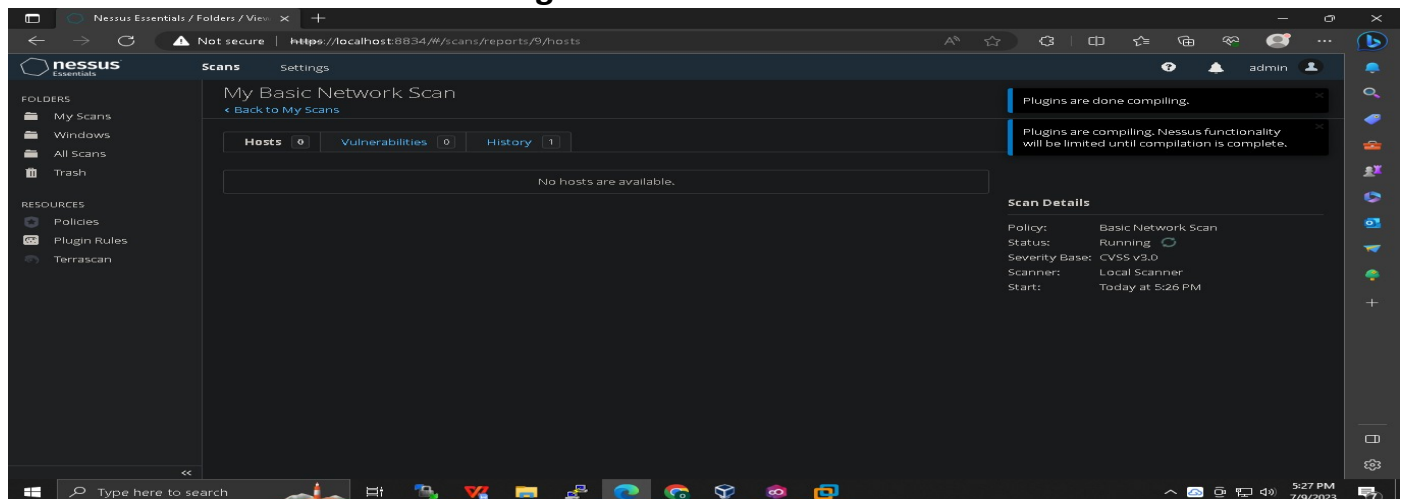 Nessus Essentials / Folders / View
Not secure | https://localhost:8834/#/scans/reports/9/hosts
nessus
Essentials
Scans Settings
admin
FOLDERS
My Scans
Windows
All Scans
Trash
RESOURCES
Policies
Plugin Rules
Terrascan
My Basic Network Scan
< Back to My Scans
Hosts 0 Vulnerabilities 0 History 1
No hosts are available.
Plugins are done compiling.
Plugins are compiling. Nessus functionality
will be limited until compilation is complete.
Scan Details
Policy: Basic Network Scan
Status: Running
Severity Base: CVSS v3.0
Scanner: Local Scanner
Start: Today at 5:26 PM
Type here to search
5:27 PM
7/9/2023